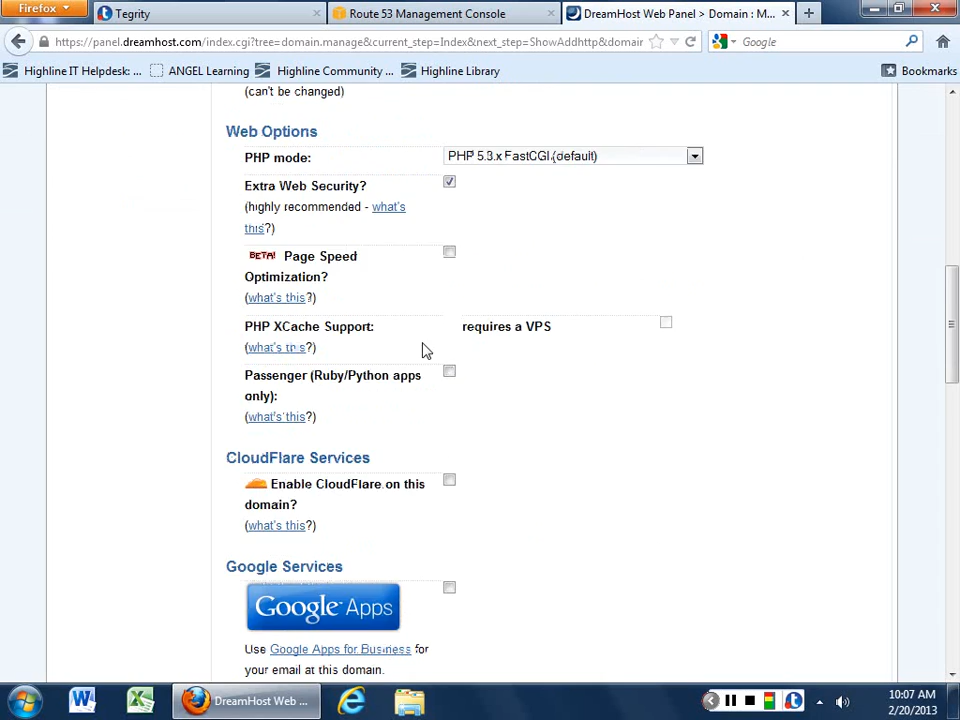 Firefox
Tegrity
Route 53 Management Console
DreamHost Web Panel > Domain : M...
https://panel.dreamhost.com/index.cgi?tree=domain.manage&current_step=Index&next_step=ShowAddhttp&domain
Google
Highline IT Helpdesk: ...
ANGEL Learning
Highline Community ...
Highline Library
Bookmarks
(can't be changed)
Web Options
PHP mode:
PHP 5.3.x FastCGI (default)
Extra Web Security?
(highly recommended - what's
this?)
BETA! Page Speed
Optimization?
(what's this?)
PHP XCache Support:
requires a VPS
(what's this?)
Passenger (Ruby/Python apps
only):
(what's this?)
CloudFlare Services
Enable CloudFlare on this
domain?
(what's this?)
Google Services
Google Apps
Use Google Apps for Business for
your email at this domain.
DreamHost Web ...
10:07 AM
2/20/2013